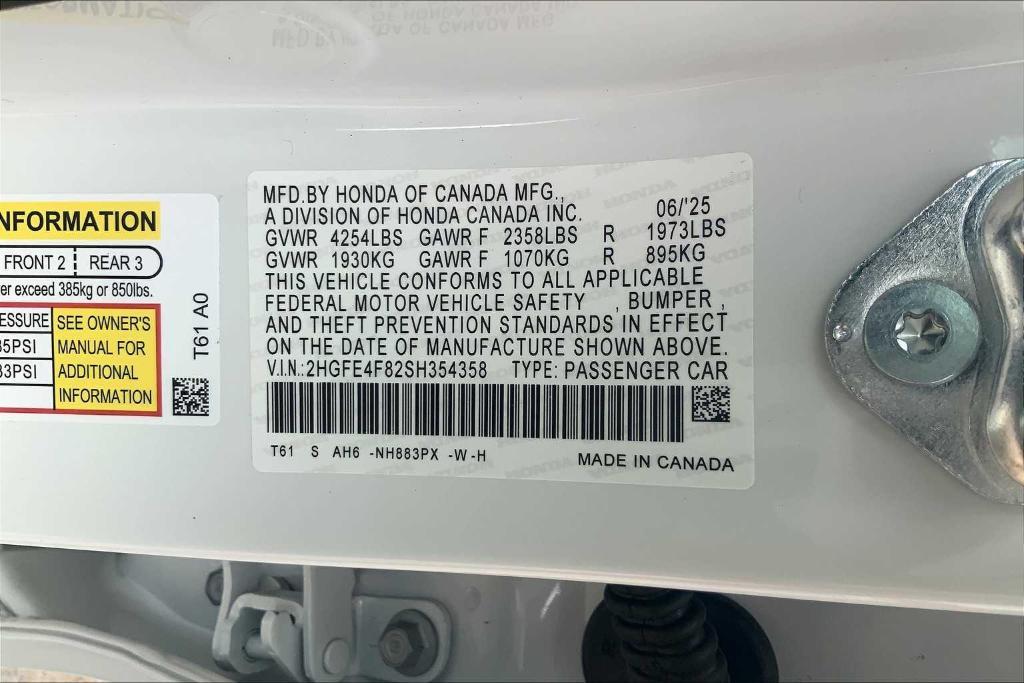 NFORMATION
FRONT 2 REAR 3
er exceed 385kg or 850lbs.
ESSURE
5PSI
3PSI
SEE OWNER'S
MANUAL FOR
ADDITIONAL
INFORMATION
T61 A0
MFD.BY HONDA OF CANADA MFG.,
A DIVISION OF HONDA CANADA INC. 06/'25
GVWR 4254LBS GAWR F 2358LBS R 1973LBS
GVWR 1930KG GAWR F 1070KG R 895KG
THIS VEHICLE CONFORMS TO ALL APPLICABLE
FEDERAL MOTOR VEHICLE SAFETY , BUMPER ,
AND THEFT PREVENTION STANDARDS IN EFFECT
ON THE DATE OF MANUFACTURE SHOWN ABOVE.
V.I.N.:2HGFE4F82SH354358 TYPE: PASSENGER CAR
T61 S AH6 -NH883PX -W-H
MADE IN CANADA